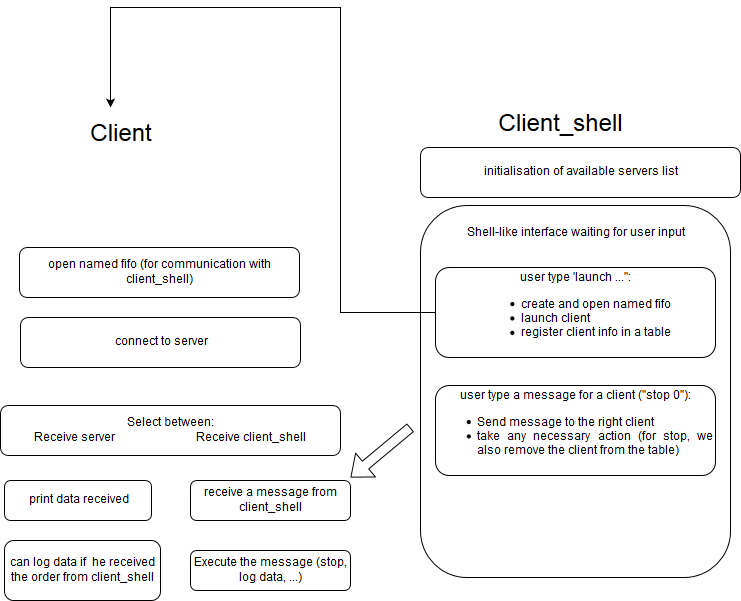 Client
Client_shell
initialisation of available servers list
Shell-like interface waiting for user input
open named fifo (for communication with
client_shell)
user type 'launch ...":
• create and open named fifo
• launch client
• register client info in a table
connect to server
user type a message for a client ("stop 0"):
• Send message to the right client
• take any necessary action (for stop, we
also remove the client from the table)
Select between:
Receive server Receive client_shell
print data received
receive a message from
client_shell
can log data if he received
the order from client_shell
Execute the message (stop,
log data, ...)